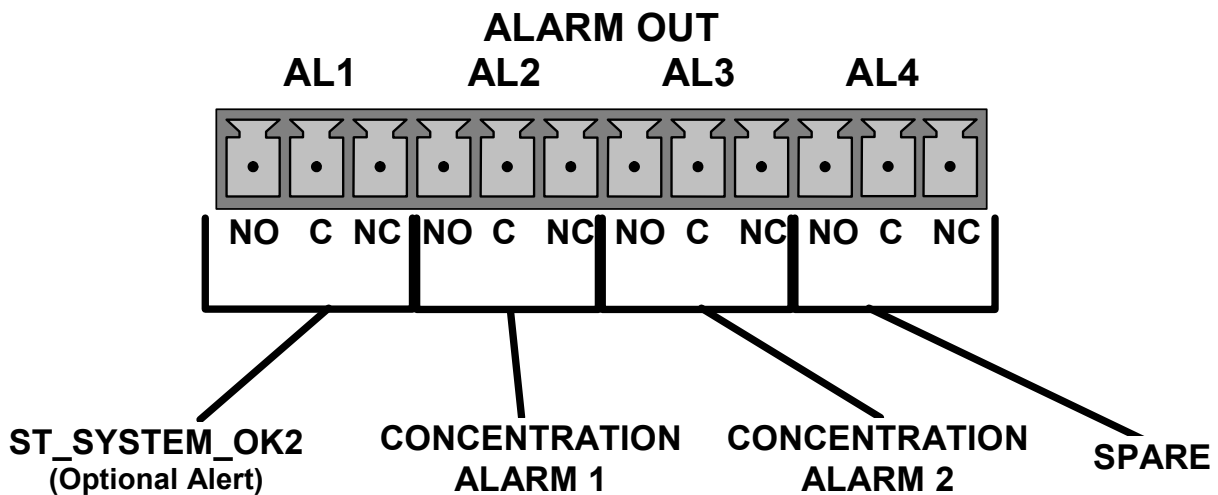 ALARM OUT
AL1 AL2 AL3 AL4
NO C NC NO C NC NO C NC NO C NC
ST_SYSTEM_OK2
(Optional Alert)
CONCENTRATION
ALARM 1
CONCENTRATION
ALARM 2
SPARE